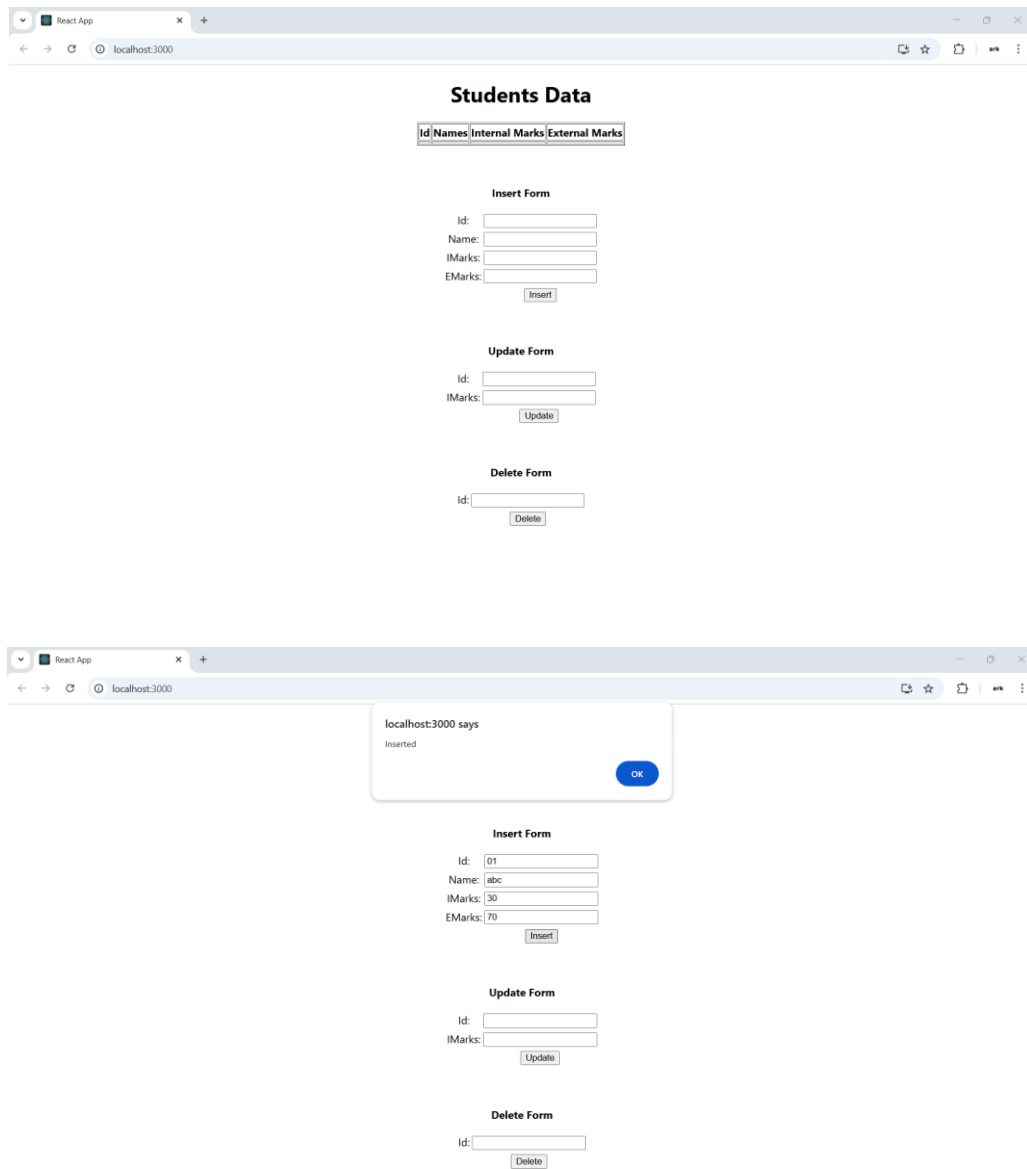 React App
localhost:3000
ark
Students Data
Id Names Internal Marks External Marks
Insert Form
Id:
Name:
IMarks:
EMarks:
Insert
Update Form
Id:
IMarks:
Update
Delete Form
Id:
Delete
React App
localhost:3000
ark
localhost:3000 says
Inserted
OK
Insert Form
Id: 01
Name: abc
IMarks: 30
EMarks: 70
Insert
Update Form
Id:
IMarks:
Update
Delete Form
Id:
Delete